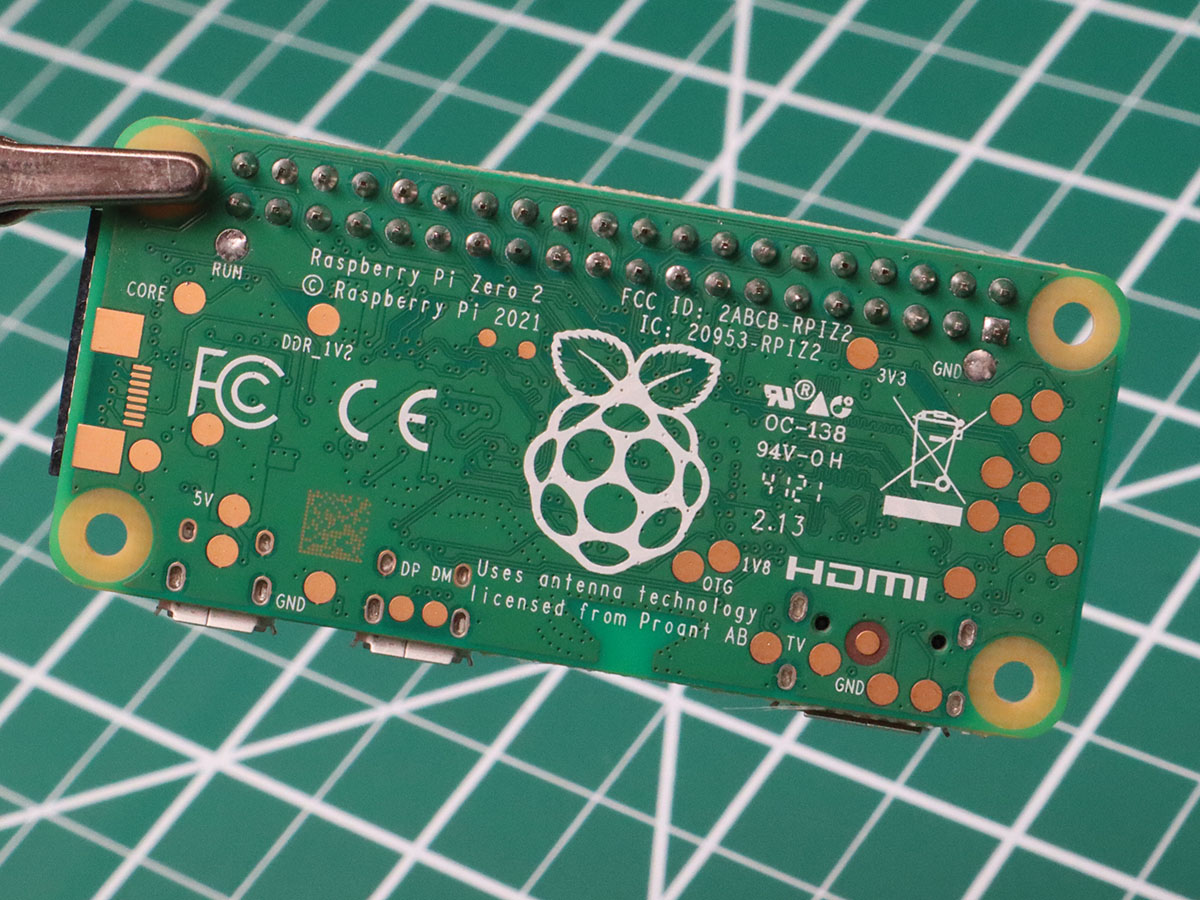 RUN
CORE
Raspberry Pi Zero 2
© Raspberry Pi 2021
DDR_1V2
FCC ID: 2ABCB-RPIZ2
IC: 20953-RPIZ2
3V3
GND
FC
CE
OC-138
94V-0 H
4121
2.13
5V
GND
DP DM
Uses antenna technology
licensed from Proant AB
OTG
1V8
HDMI
TV
GND